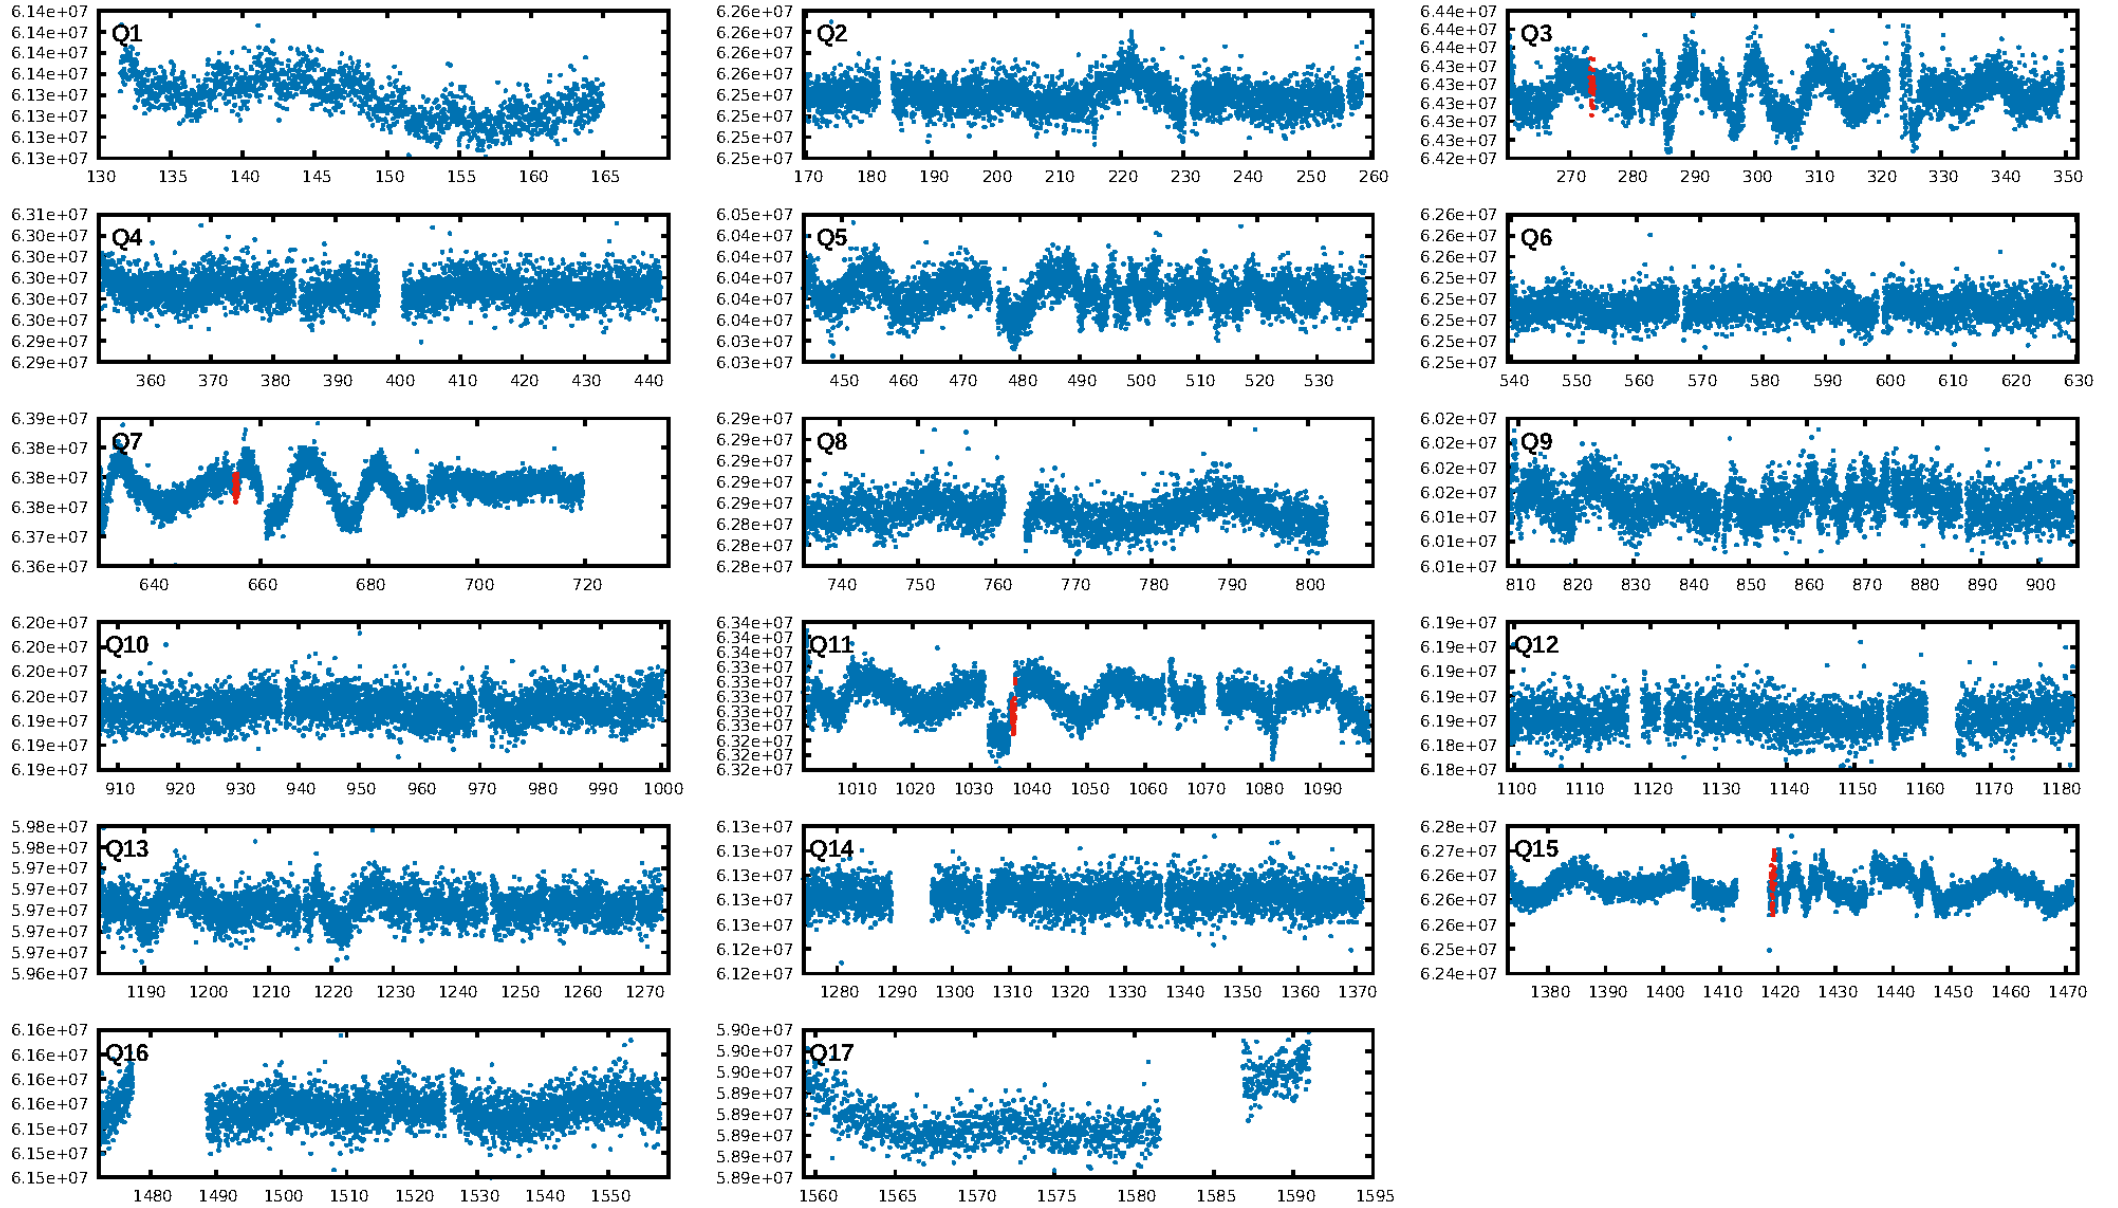 6.14e+07 6.14e+07 6.14e+07 6.14e+07 6.13e+07 6.13e+07 6.13e+07 6.13e+07
Q1
130 135 140 145 150 155 160 165
6.26e+07 6.26e+07 6.26e+07 6.26e+07 6.25e+07 6.25e+07 6.25e+07 6.25e+07
Q2
170 180 190 200 210 220 230 240 250 260
6.44e+07 6.44e+07 6.44e+07 6.43e+07 6.43e+07 6.43e+07 6.43e+07 6.43e+07 6.42e+07
Q3
270 280 290 300 310 320 330 340 350
6.31e+07 6.30e+07 6.30e+07 6.30e+07 6.30e+07 6.30e+07 6.29e+07 6.29e+07
Q4
360 370 380 390 400 410 420 430 440
6.05e+07 6.04e+07 6.04e+07 6.04e+07 6.04e+07 6.04e+07 6.03e+07 6.03e+07
Q5
450 460 470 480 490 500 510 520 530
6.26e+07 6.26e+07 6.26e+07 6.25e+07 6.25e+07 6.25e+07 6.25e+07 6.25e+07
Q6
540 550 560 570 580 590 600 610 620 630
6.39e+07 6.38e+07 6.38e+07 6.38e+07 6.37e+07 6.36e+07
Q7
640 660 680 700 720
6.29e+07 6.29e+07 6.29e+07 6.29e+07 6.29e+07 6.28e+07 6.28e+07 6.28e+07
Q8
740 750 760 770 780 790 800
6.02e+07 6.02e+07 6.02e+07 6.02e+07 6.01e+07 6.01e+07 6.01e+07
Q9
810 820 830 840 850 860 870 880 890 900
6.20e+07 6.20e+07 6.20e+07 6.20e+07 6.19e+07 6.19e+07 6.19e+07
Q10
910 920 930 940 950 960 970 980 990 1000
6.34e+07 6.34e+07 6.34e+07 6.33e+07 6.33e+07 6.33e+07 6.33e+07 6.33e+07 6.32e+07 6.32e+07 6.32e+07
Q11
1010 1020 1030 1040 1050 1060 1070 1080 1090
6.19e+07 6.19e+07 6.19e+07 6.19e+07 6.19e+07 6.18e+07 6.18e+07
Q12
1100 1110 1120 1130 1140 1150 1160 1170 1180
5.98e+07 5.98e+07 5.97e+07 5.97e+07 5.97e+07 5.97e+07 5.97e+07 5.96e+07
Q13
1190 1200 1210 1220 1230 1240 1250 1260 1270
6.13e+07 6.13e+07 6.13e+07 6.13e+07 6.13e+07 6.13e+07 6.12e+07 6.12e+07
Q14
1280 1290 1300 1310 1320 1330 1340 1350 1360 1370
6.28e+07 6.27e+07 6.26e+07 6.26e+07 6.25e+07 6.24e+07
Q15
1380 1390 1400 1410 1420 1430 1440 1450 1460 1470
6.16e+07 6.16e+07 6.16e+07 6.16e+07 6.15e+07 6.15e+07 6.15e+07
Q16
1480 1490 1500 1510 1520 1530 1540 1550
5.90e+07 5.90e+07 5.90e+07 5.89e+07 5.89e+07 5.89e+07 5.89e+07 5.89e+07
Q17
1560 1565 1570 1575 1580 1585 1590 1595